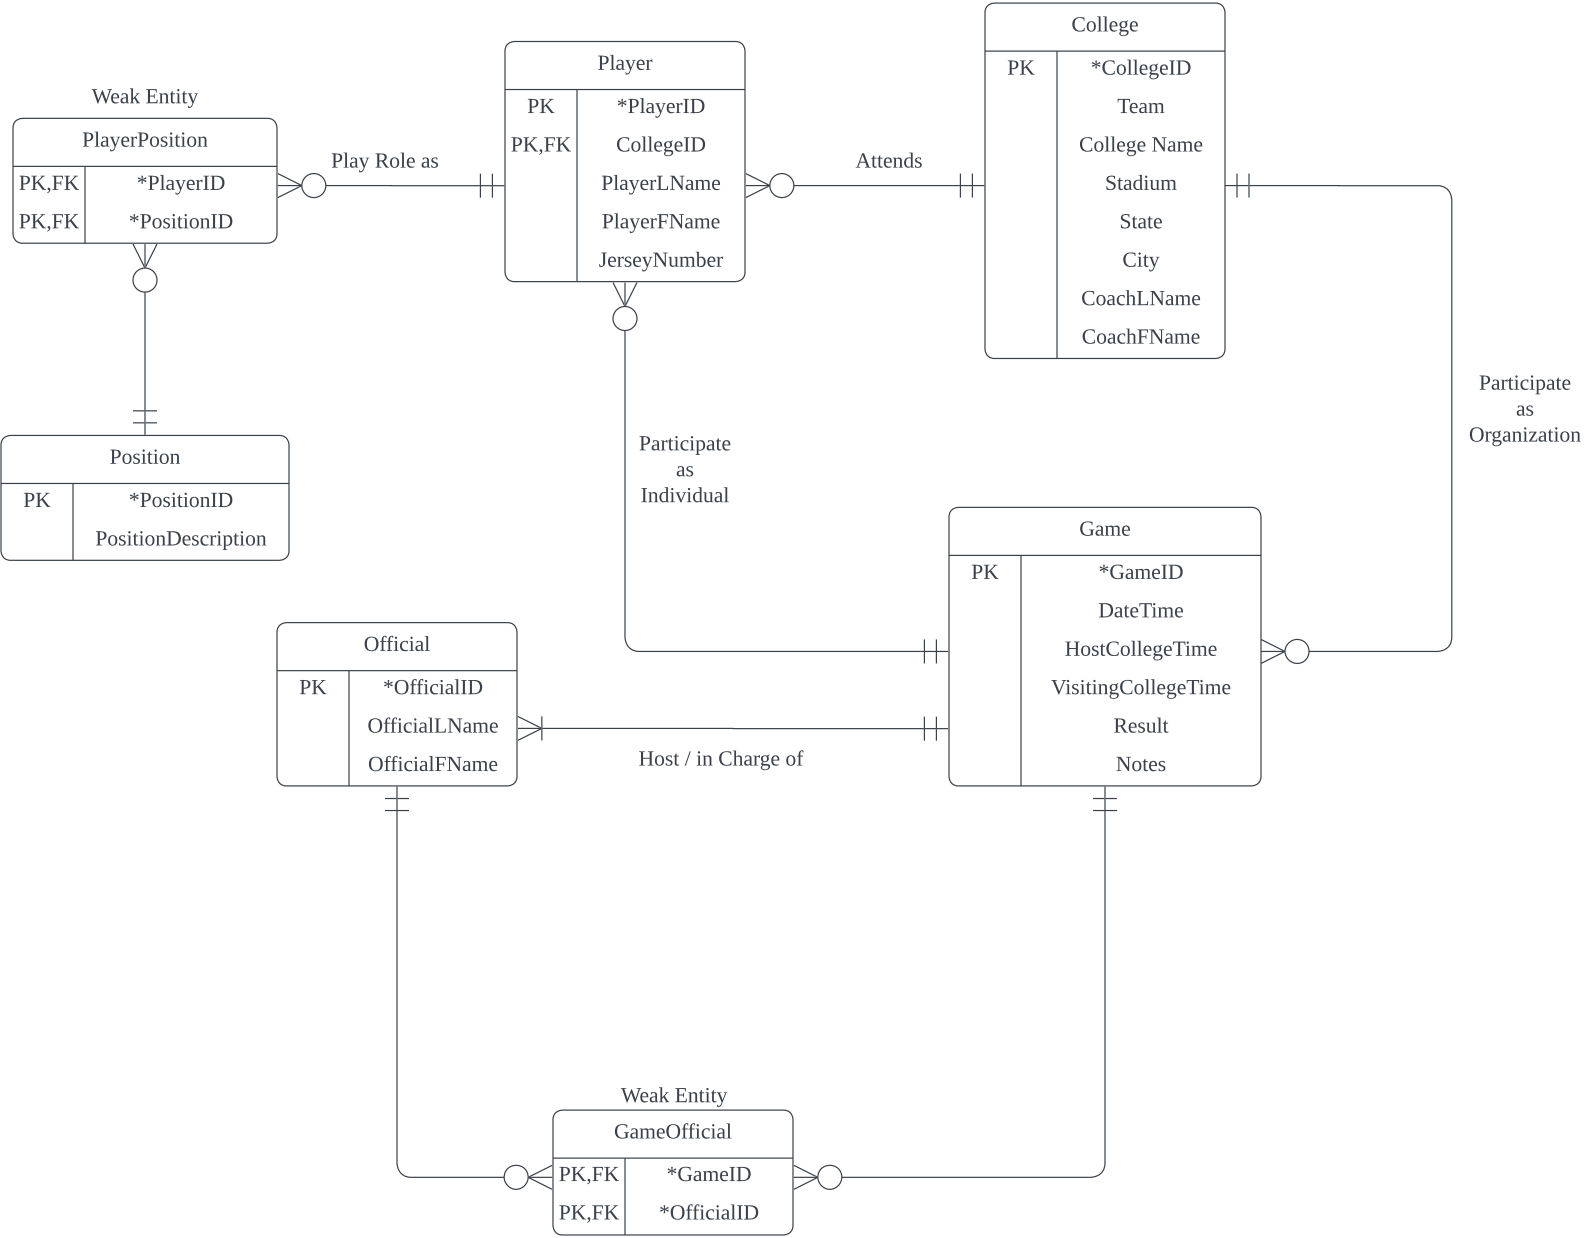 College
PK *CollegeID
Team
College Name
Stadium
State
City
CoachLName
CoachFName
Player
PK *PlayerID
PK,FK CollegeID
PlayerLName
PlayerFName
JerseyNumber
Weak Entity
PlayerPosition
PK,FK *PlayerID
PK,FK *PositionID
Play Role as
Attends
Position
PK *PositionID
PositionDescription
Participate
as
Individual
Participate
as
Organization
Game
PK *GameID
DateTime
HostCollegeTime
VisitingCollegeTime
Result
Notes
Official
PK *OfficialID
OfficialLName
OfficialFName
Host / in Charge of
Weak Entity
GameOfficial
PK,FK *GameID
PK,FK *OfficialID